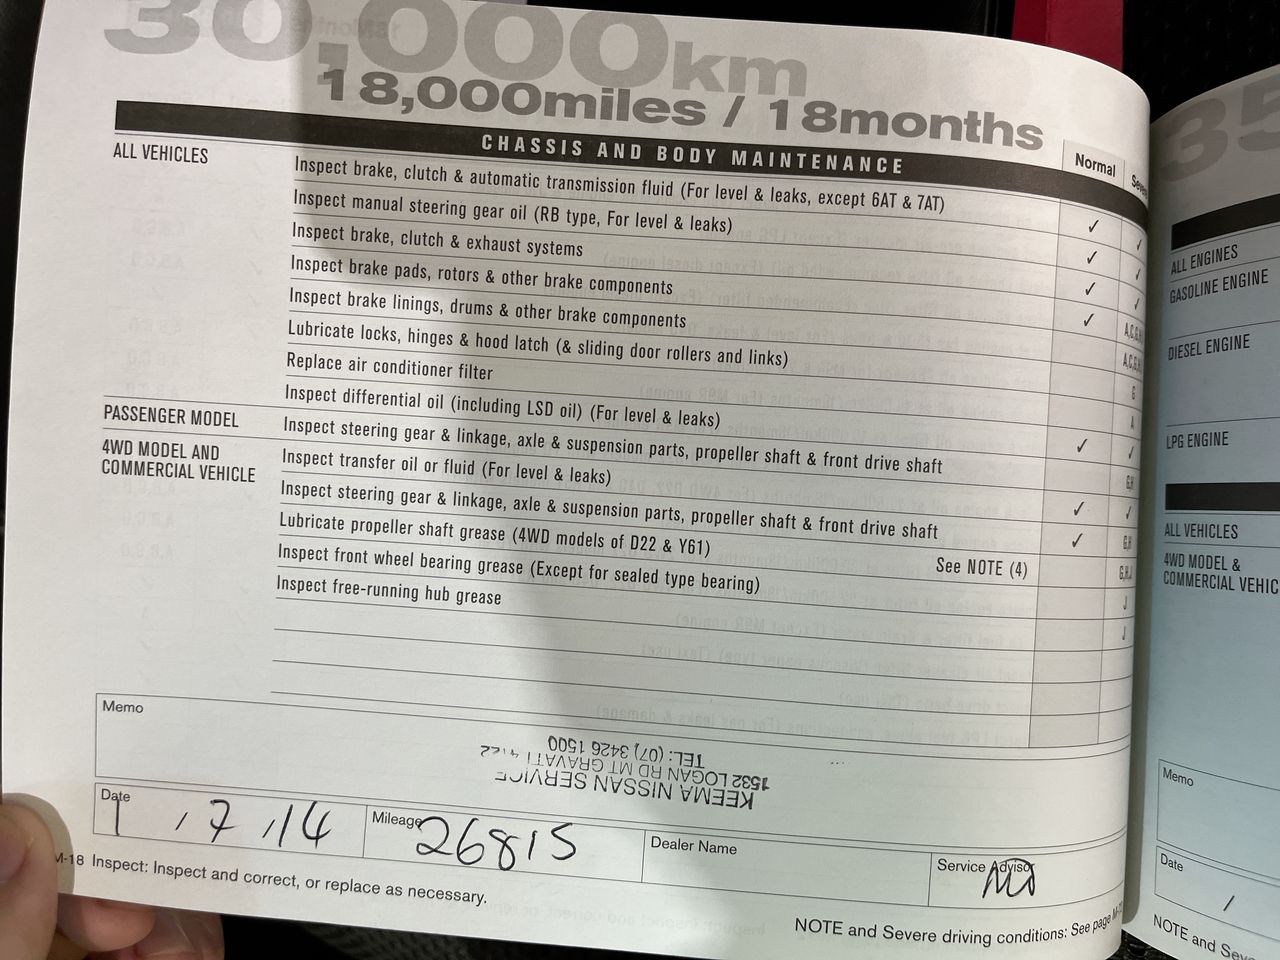 30,000km
18,000miles / 18months
CHASSIS AND BODY MAINTENANCE Normal
ALL VEHICLES Inspect brake, clutch & automatic transmission fluid (For level & leaks, except 6AT & 7AT) ✓ ✓
Inspect manual steering gear oil (RB type, For level & leaks) ✓ ✓
Inspect brake, clutch & exhaust systems ✓ ✓
Inspect brake pads, rotors & other brake components ✓
Inspect brake linings, drums & other brake components
Lubricate locks, hinges & hood latch (& sliding door rollers and links) G
Replace air conditioner filter A
Inspect differential oil (including LSD oil) (For level & leaks) ✓ ✓
PASSENGER MODEL Inspect steering gear & linkage, axle & suspension parts, propeller shaft & front drive shaft G,H
4WD MODEL AND COMMERCIAL VEHICLE Inspect transfer oil or fluid (For level & leaks) ✓ ✓
Inspect steering gear & linkage, axle & suspension parts, propeller shaft & front drive shaft ✓ G,H
Lubricate propeller shaft grease (4WD models of D22 & Y61) See NOTE (4)
Inspect front wheel bearing grease (Except for sealed type bearing) J
Inspect free-running hub grease J
Memo
KEEMA NISSAN SERVICE
1532 LOGAN RD MT GRAVATT 4122
TEL: (07) 3426 1500
Date 1 / 7 / 14 Mileage 26815 Dealer Name Service Advisor
M-18 Inspect: Inspect and correct, or replace as necessary.
NOTE and Severe driving conditions: See page
35
ALL ENGINES
GASOLINE ENGINE
DIESEL ENGINE
LPG ENGINE
ALL VEHICLES
4WD MODEL &
COMMERCIAL VEHIC
Memo
Date /
NOTE and Seve